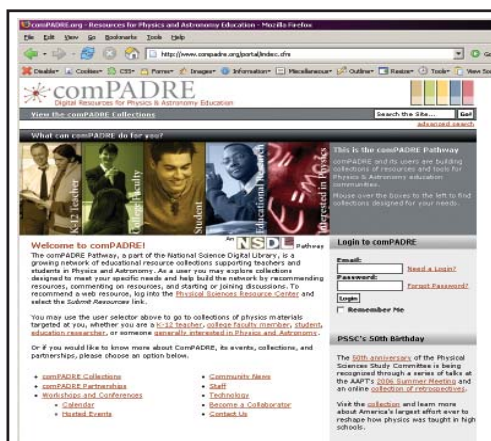 comPADRE.org - Resources for Physics and Astronomy Education - Mozilla Firefox
File Edit View Go Bookmarks Tools Help
http://www.compadre.org/portal/index.cfm
Disable Cookies CSS Forms Images Information Miscellaneous Outline Resize Tools View Sou
comPADRE
Digital Resources for Physics & Astronomy Education
View the comPADRE Collections
Search the Site... Go!
advanced search
What can comPADRE do for you?
K-12 Teacher
College Faculty
Student
Educational Research
Interested in Physics
This is the comPADRE Pathway
comPADRE and its users are building
collections of resources and tools for
Physics & Astronomy education
communities.
Mouse over the boxes to the left to find
collections designed for your needs.
Welcome to comPADRE!
An NSDL Pathway
The comPADRE Pathway, a part of the National Science Digital Library, is a
growing network of educational resource collections supporting teachers and
students in Physics and Astronomy. As a user you may explore collections
designed to meet your specific needs and help build the network by recommending
resources, commenting on resources, and starting or joining discussions. To
recommend a web resource, log into the Physical Sciences Resource Center and
select the Submit Resources link.
You may use the user selector above to go to collections of physics materials
targeted at you, whether you are a K-12 teacher, college faculty member, student,
education researcher, or someone generally interested in Physics and Astronomy.
Or if you would like to know more about ComPADRE, its events, collections, and
partnerships, please choose an option below.
comPADRE Collections
comPADRE Partnerships
Workshops and Conferences
Calendar
Hosted Events
Community News
Staff
Technology
Become a Collaborator
Contact Us
Login to comPADRE
Email:
Need a Login?
Password:
Forgot Password?
Login
Remember Me
PSSC's 50th Birthday
The 50th anniversary of the Physical
Sciences Study Committee is being
recognized through a series of talks at
the AAPT's 2006 Summer Meeting and
an online collection of retrospectives.
Visit the collection and learn more
about America's largest effort ever to
reshape how physics was taught in high
schools.